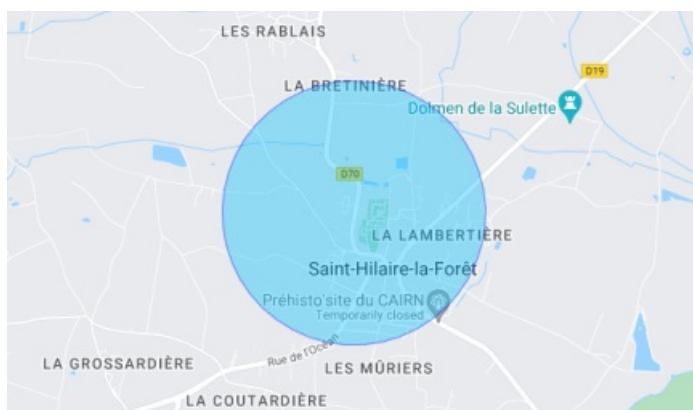 LES RABLAIS
D19
LA BRETINIÈRE
Dolmen de la Sulette
D70
LA LAMBERTIÈRE
Saint-Hilaire-la-Forêt
Préhisto'site du CAIRN
Temporarily closed
Rue de l'Océan
LA GROSSARDIÈRE
LES MÛRIERS
LA COUTARDIÈRE